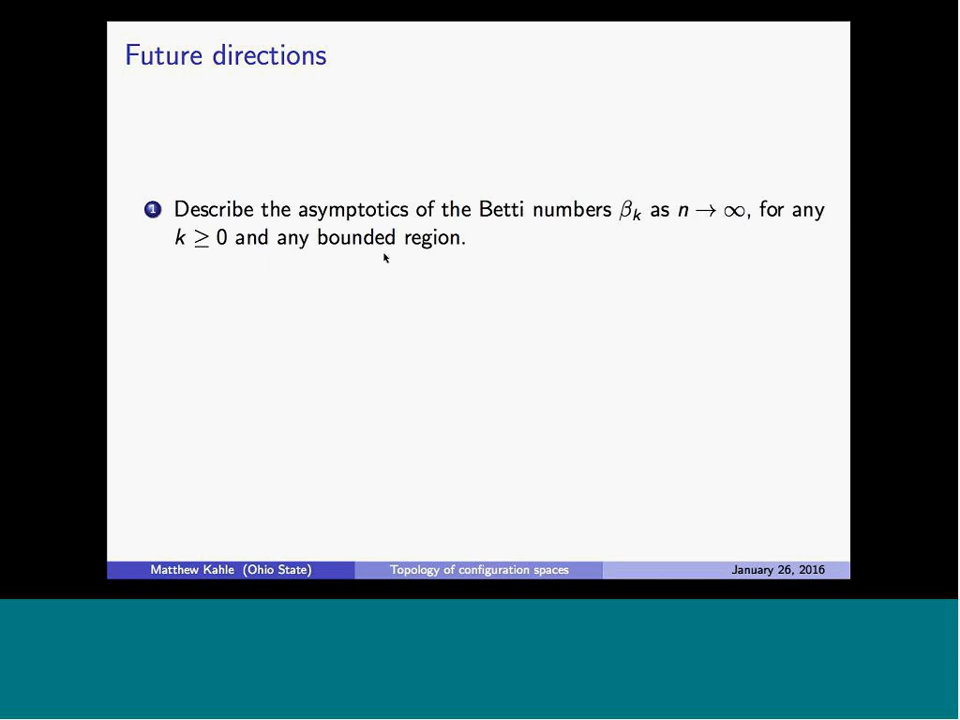 Future directions
1 Describe the asymptotics of the Betti numbers βk as n → ∞, for any
k ≥ 0 and any bounded region.
Matthew Kahle (Ohio State) Topology of configuration spaces January 26, 2016